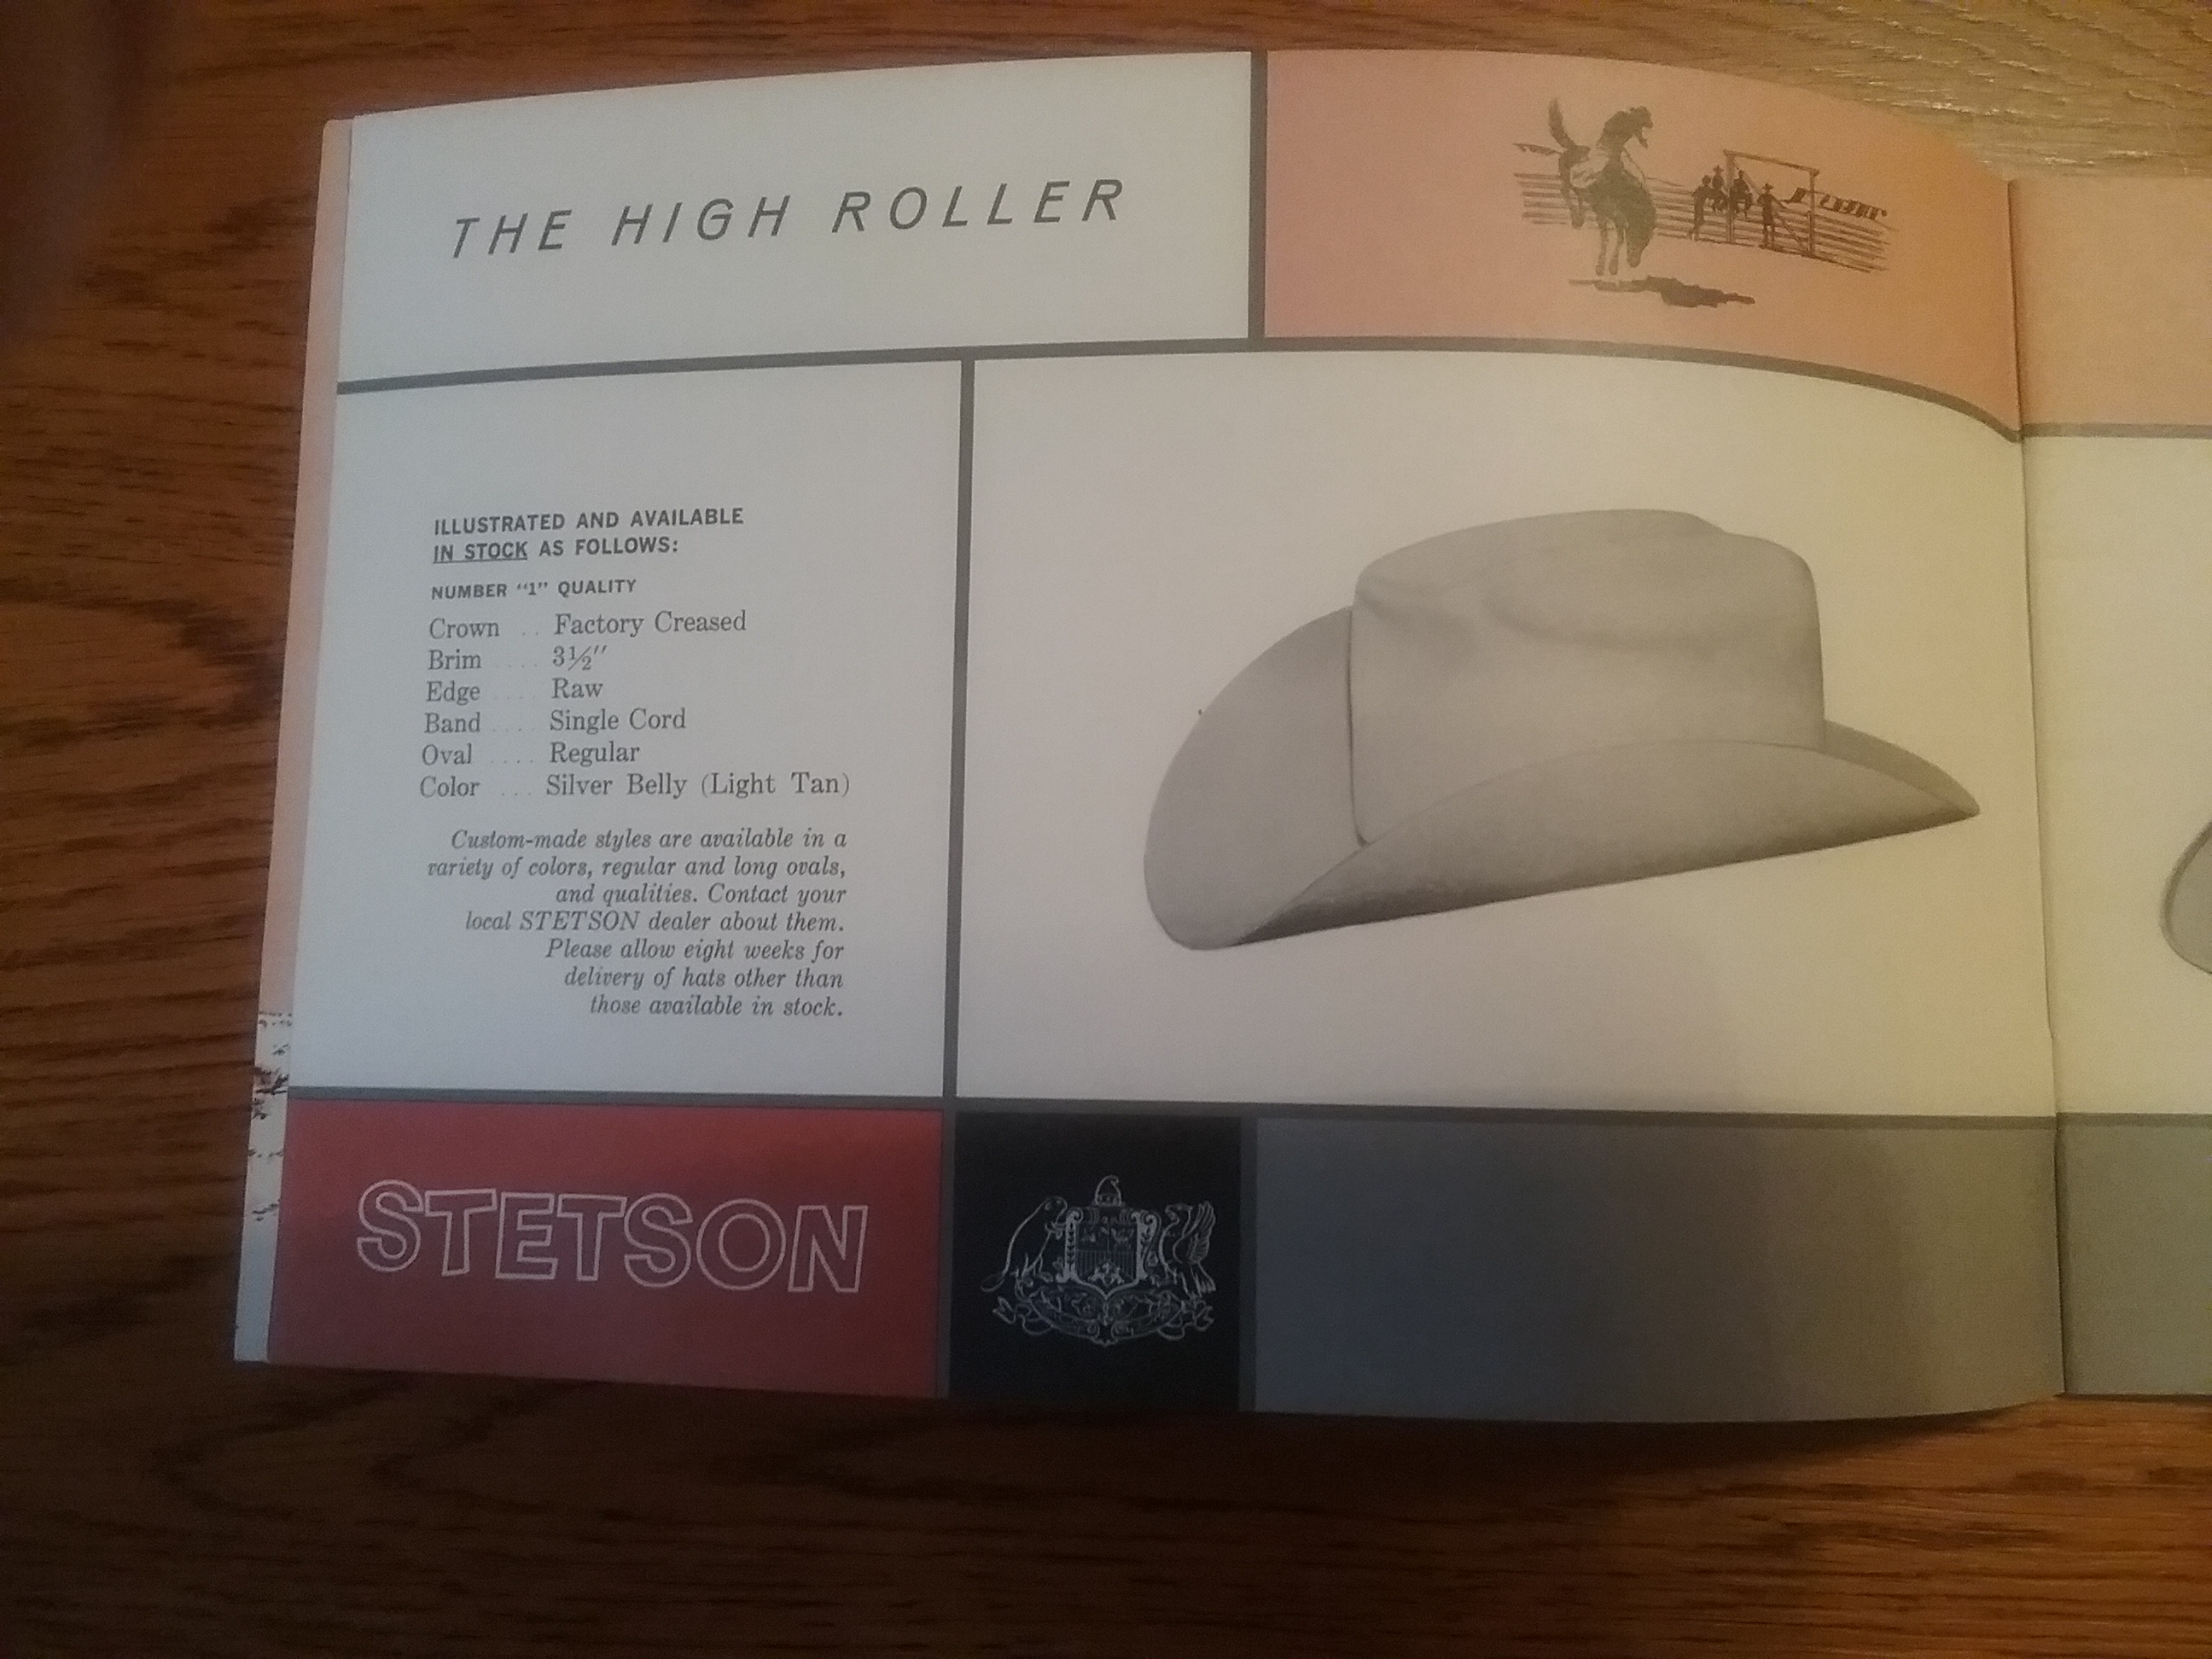 THE HIGH ROLLER
ILLUSTRATED AND AVAILABLE
IN STOCK AS FOLLOWS:
NUMBER "1" QUALITY
Crown .. Factory Creased
Brim .... 3½"
Edge .... Raw
Band .... Single Cord
Oval .... Regular
Color ... Silver Belly (Light Tan)
Custom-made styles are available in a
variety of colors, regular and long ovals,
and qualities. Contact your
local STETSON dealer about them.
Please allow eight weeks for
delivery of hats other than
those available in stock.
STETSON